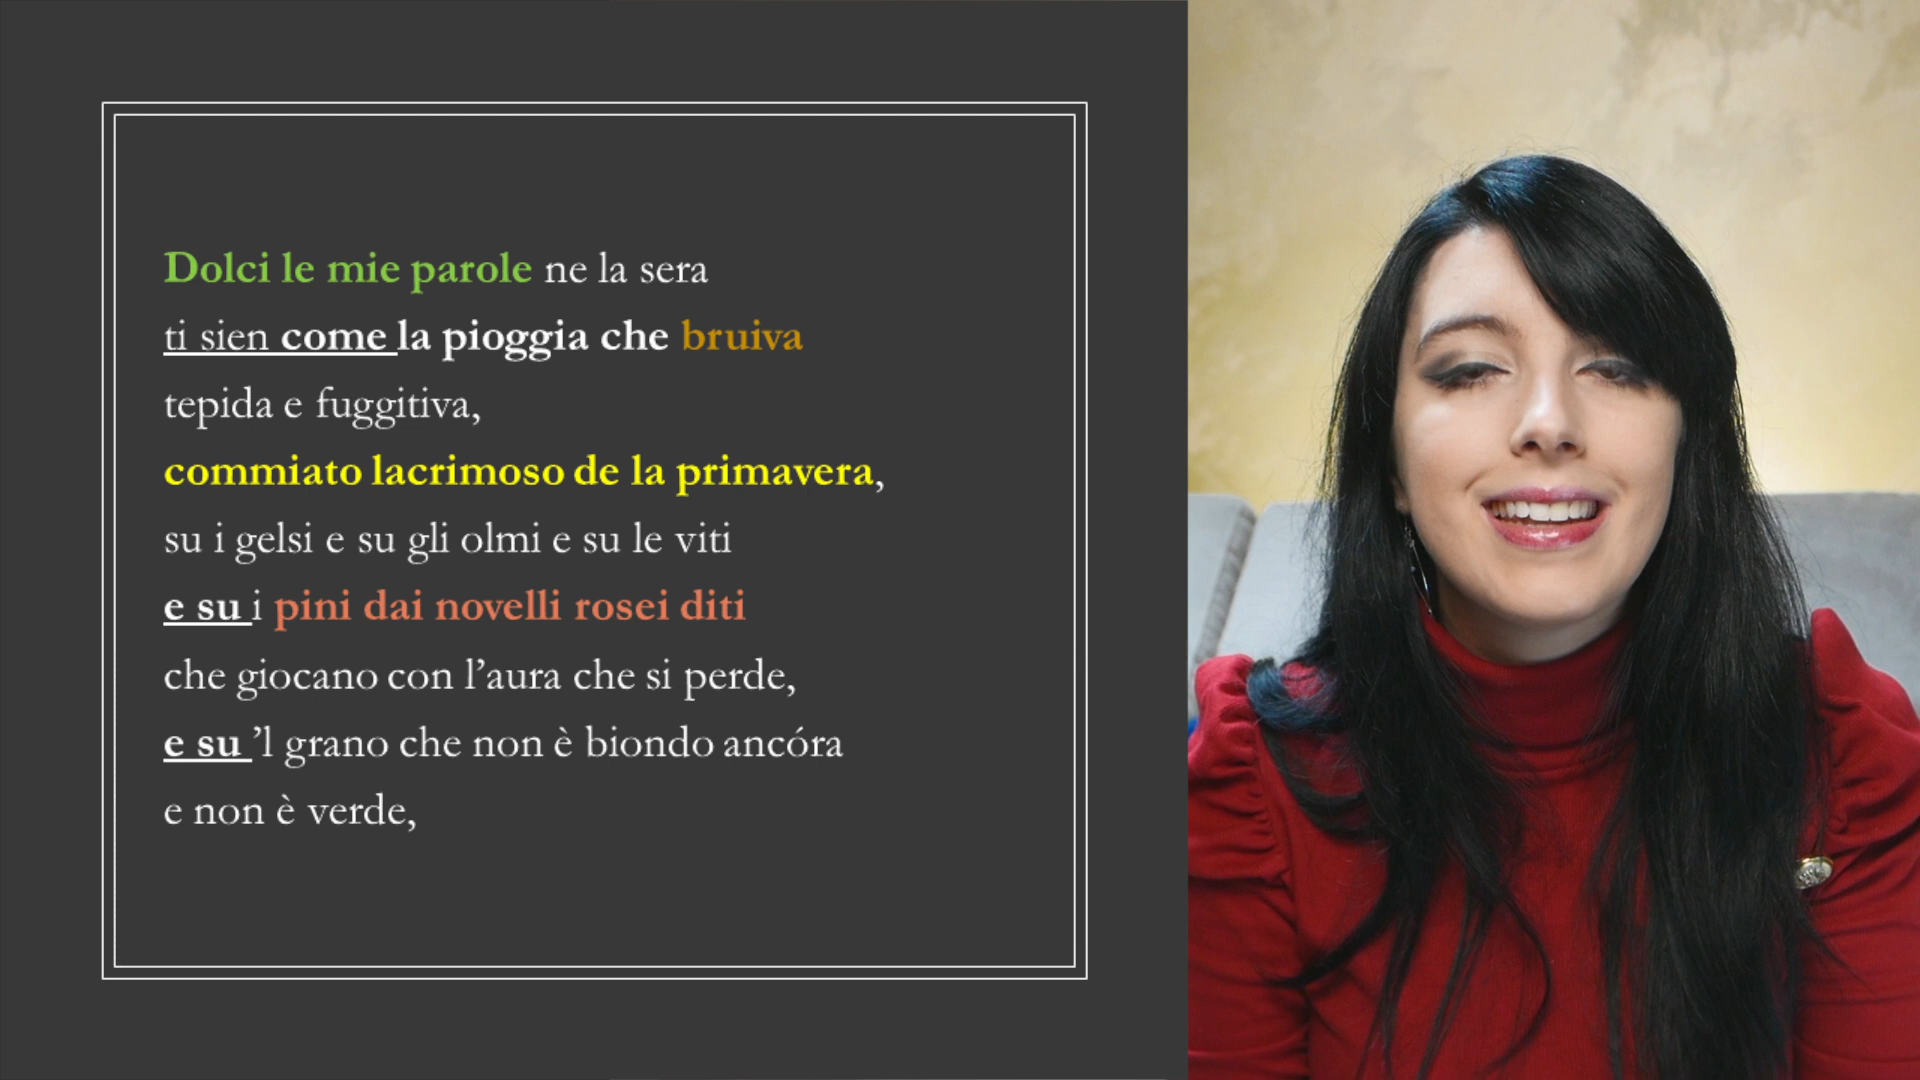 Dolci le mie parole ne la sera
ti sien come la pioggia che bruiva
tepida e fuggitiva,
commiato lacrimoso de la primavera,
su i gelsi e su gli olmi e su le viti
e su i pini dai novelli rosei diti
che giocano con l’aura che si perde,
e su ’l grano che non è biondo ancóra
e non è verde,